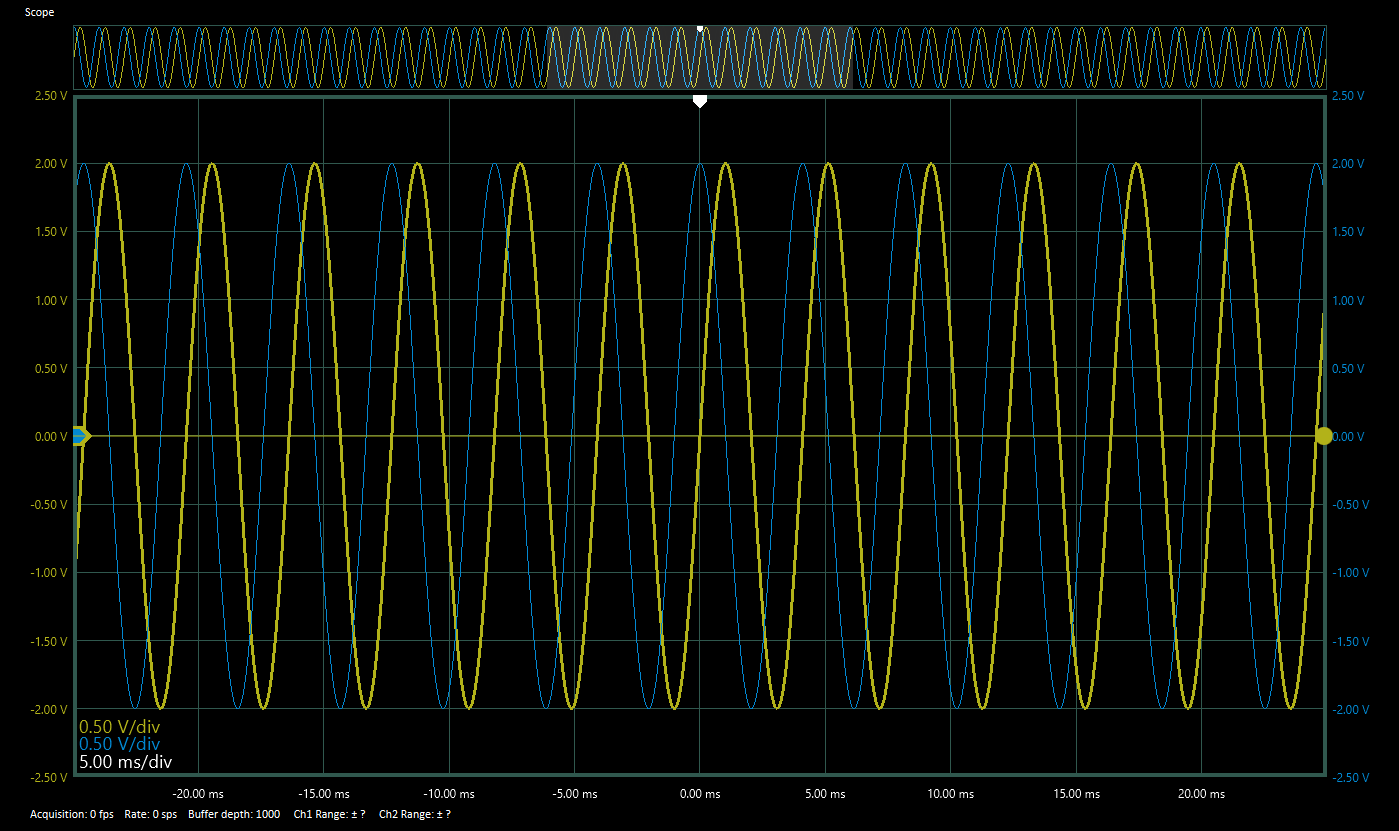 Scope
2.50 V 2.50 V
2.00 V 2.00 V
1.50 V 1.50 V
1.00 V 1.00 V
0.50 V 0.50 V
0.00 V 0.00 V
-0.50 V -0.50 V
-1.00 V -1.00 V
-1.50 V -1.50 V
-2.00 V -2.00 V
0.50 V/div
0.50 V/div
5.00 ms/div
-2.50 V -2.50 V
-20.00 ms -15.00 ms -10.00 ms -5.00 ms 0.00 ms 5.00 ms 10.00 ms 15.00 ms 20.00 ms
Acquisition: 0 fps Rate: 0 sps Buffer depth: 1000 Ch1 Range: ± ? Ch2 Range: ± ?